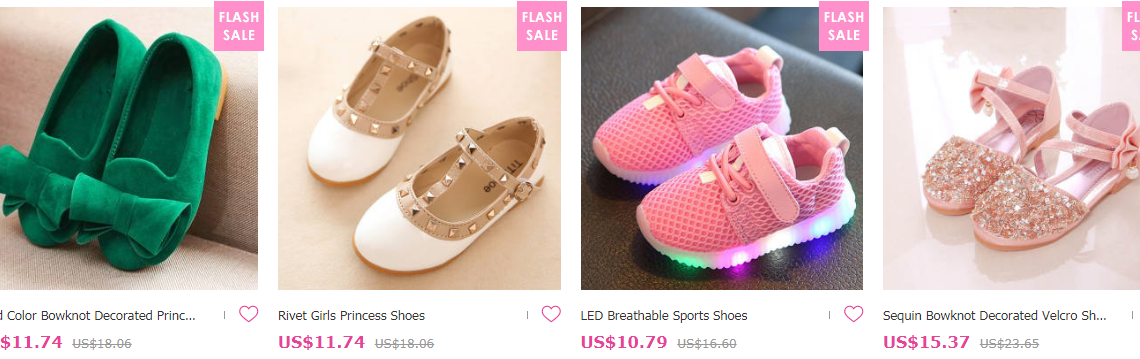 FLASH
SALE
FLASH
SALE
FLASH
SALE
d Color Bowknot Decorated Princ...
Rivet Girls Princess Shoes
LED Breathable Sports Shoes
Sequin Bowknot Decorated Velcro Sh...
$11.74 US$18.06
US$11.74 US$18.06
US$10.79 US$16.60
US$15.37 US$23.65